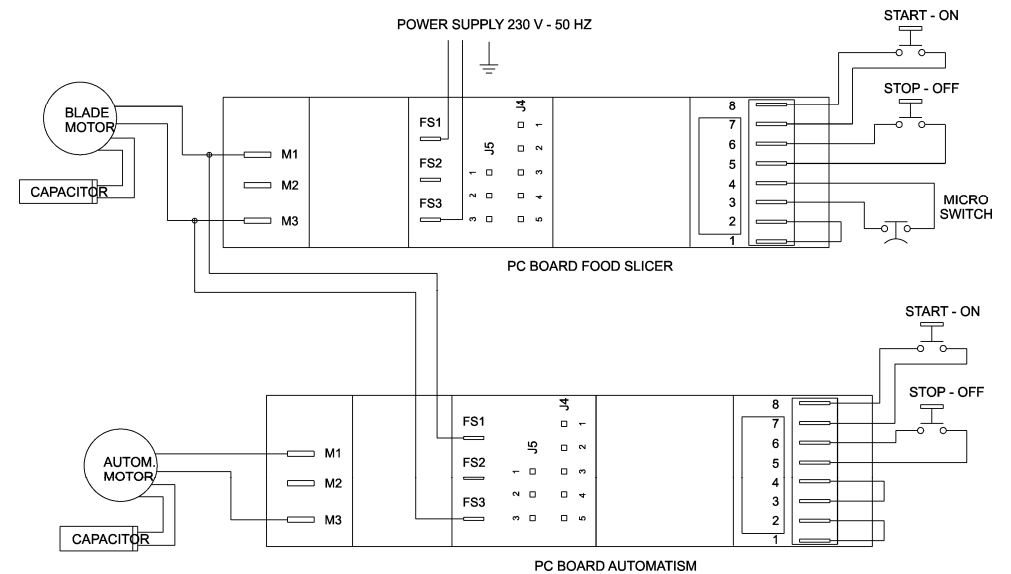 START - ON
POWER SUPPLY 230 V - 50 HZ
STOP - OFF
BLADE
MOTOR
CAPACITOR
M1
M2
M3
FS1
FS2
FS3
J5
1
2
3
J4
1
2
3
4
5
8
7
6
5
4
3
2
1
MICRO
SWITCH
PC BOARD FOOD SLICER
START - ON
STOP - OFF
AUTOM.
MOTOR
CAPACITOR
M1
M2
M3
FS1
FS2
FS3
J5
1
2
3
J4
1
2
3
4
5
8
7
6
5
4
3
2
1
PC BOARD AUTOMATISM